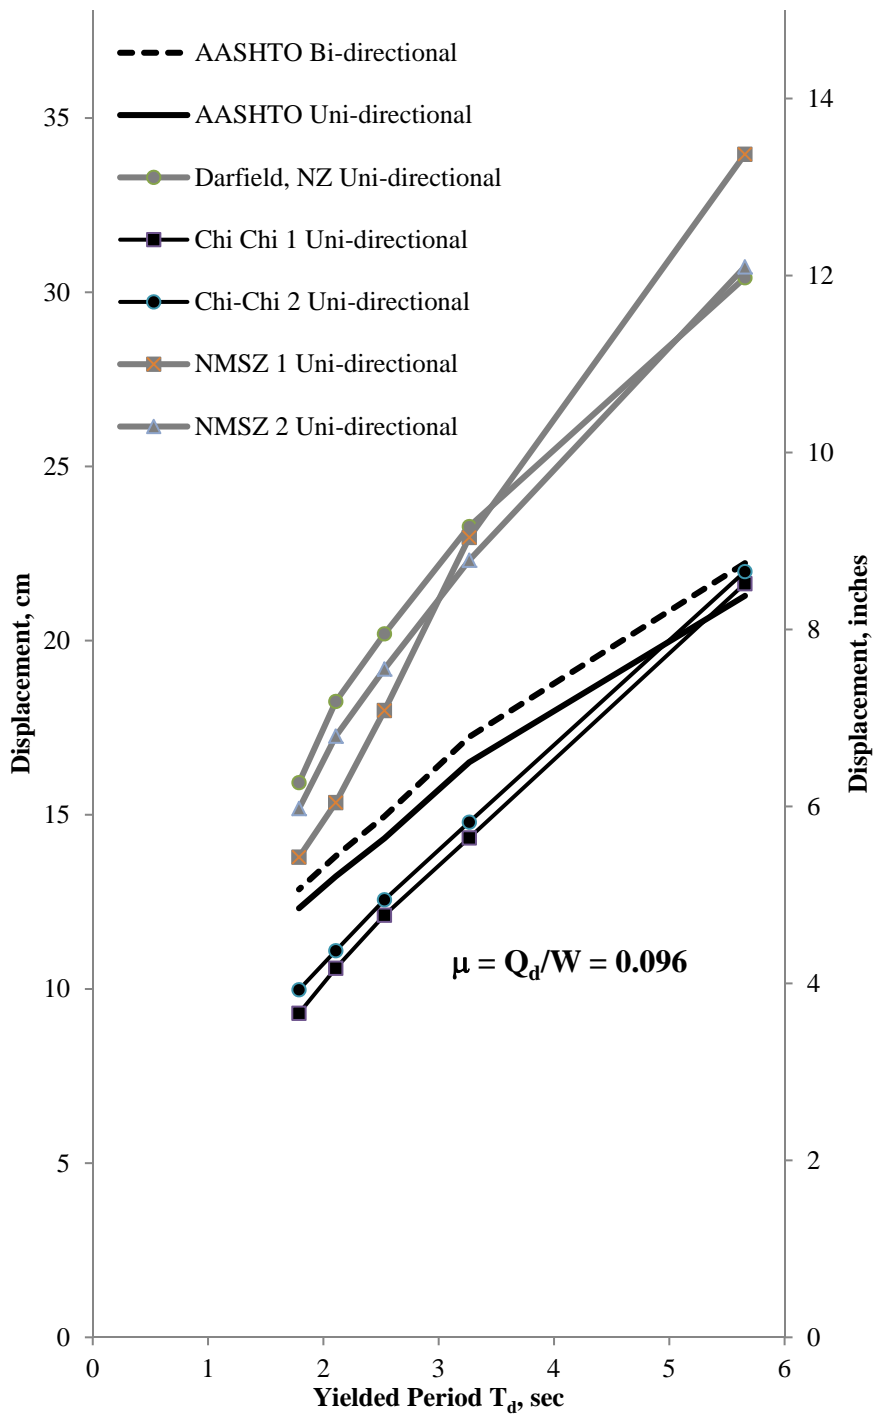 AASHTO Bi-directional
AASHTO Uni-directional
Darfield, NZ Uni-directional
Chi Chi 1 Uni-directional
Chi-Chi 2 Uni-directional
NMSZ 1 Uni-directional
NMSZ 2 Uni-directional
μ = Qd/W = 0.096
Displacement, cm
35
30
25
20
15
10
5
0
Displacement, inches
14
12
10
8
6
4
2
0
0 1 2 3 4 5 6
Yielded Period Td, sec